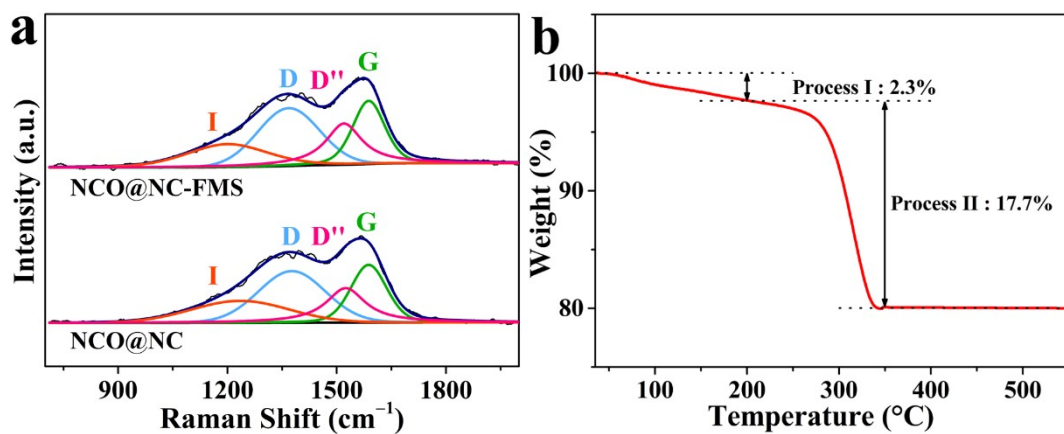 a
Intensity (a.u.)
I
D
D"
G
NCO@NC-FMS
I
D
D"
G
NCO@NC
900
1200
1500
1800
Raman Shift (cm⁻¹)
b
Weight (%)
100
90
80
Process I : 2.3%
Process II : 17.7%
100
200
300
400
500
Temperature (°C)